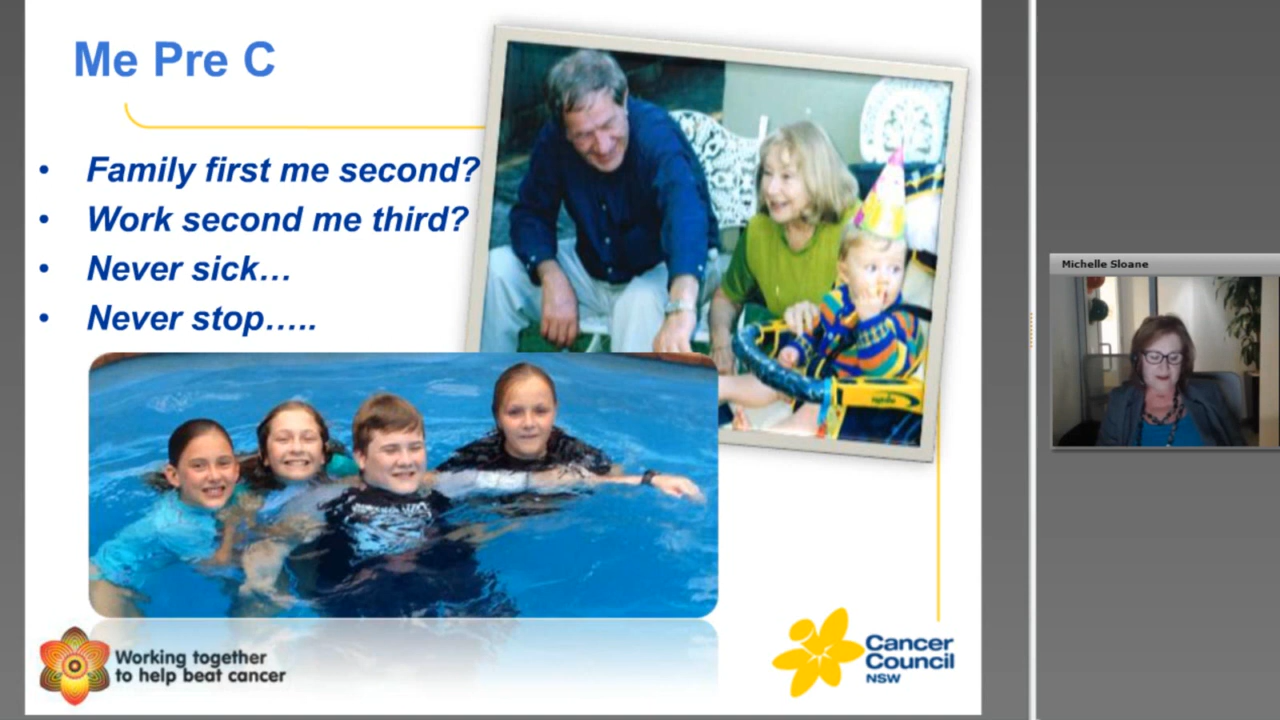 Me Pre C
• Family first me second?
• Work second me third?
• Never sick…
• Never stop…..
Michelle Sloane
Working together
to help beat cancer
Cancer
Council
NSW